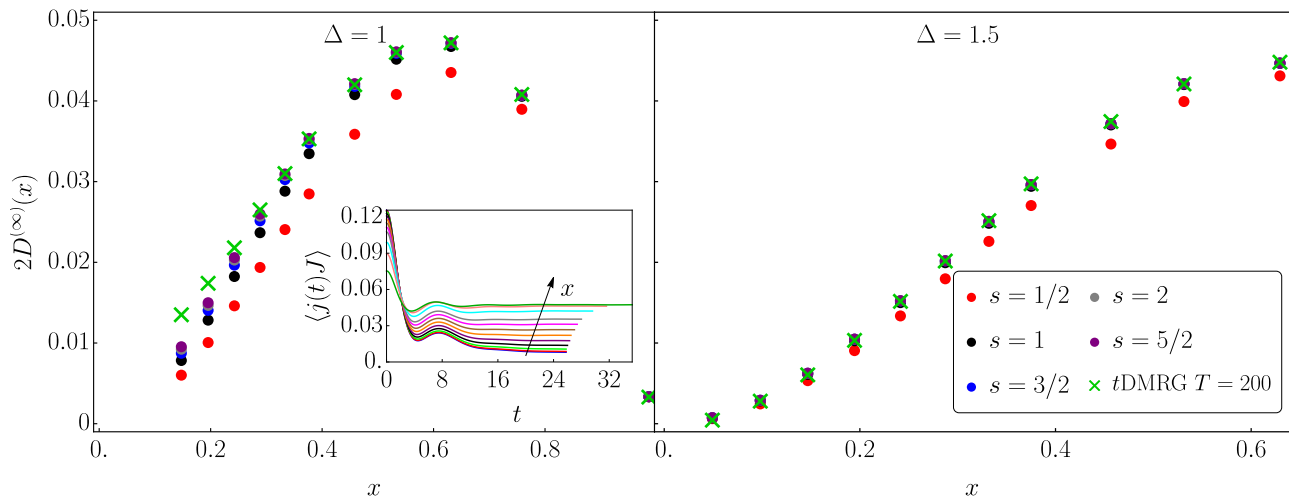 0.05
0.04
0.03
0.02
0.01
0
2D^{(∞)}(x)
Δ = 1
0. 0.2 0.4 0.6 0.8
x
0.12
0.09
0.06
0.03
0
⟨j(t)J⟩
x
0 8 16 24 32
t
Δ = 1.5
s = 1/2 s = 2
s = 1 s = 5/2
s = 3/2 tDMRG T = 200
0. 0.2 0.4 0.6
x